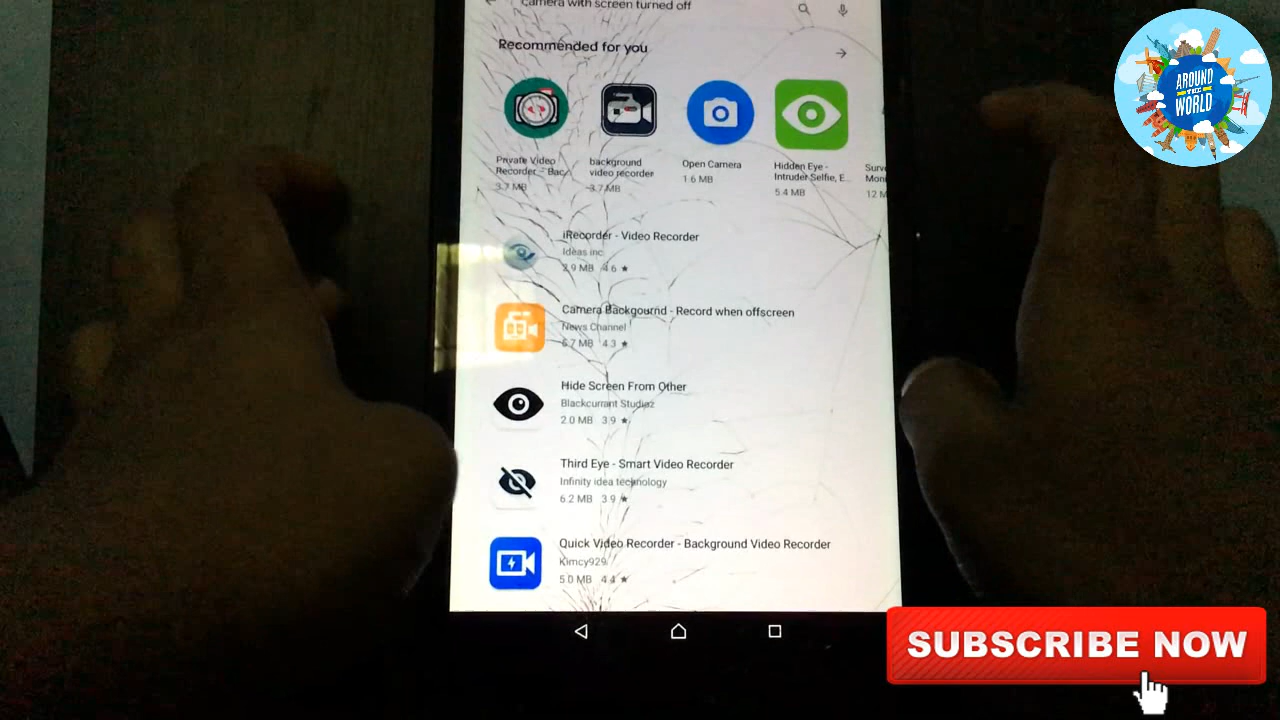 camera with screen turned off
Recommended for you
Private Video
Recorder - Bac
3.7 MB
background
video recorder
3.7 MB
Open Camera
1.6 MB
Hidden Eye -
Intruder Selfie, E...
5.4 MB
Surv
Moni
12 M
iRecorder - Video Recorder
Ideas inc.
2.9 MB 4.6 ★
Camera Backgournd - Record when offscreen
News Channel
6.7 MB 4.3 ★
Hide Screen From Other
Blackcurrant Studioz
2.0 MB 3.9 ★
Third Eye - Smart Video Recorder
Infinity idea technology
6.2 MB 3.9 ★
Quick Video Recorder - Background Video Recorder
Kimcy929
5.0 MB 4.4 ★
AROUND
THE
WORLD
SUBSCRIBE NOW